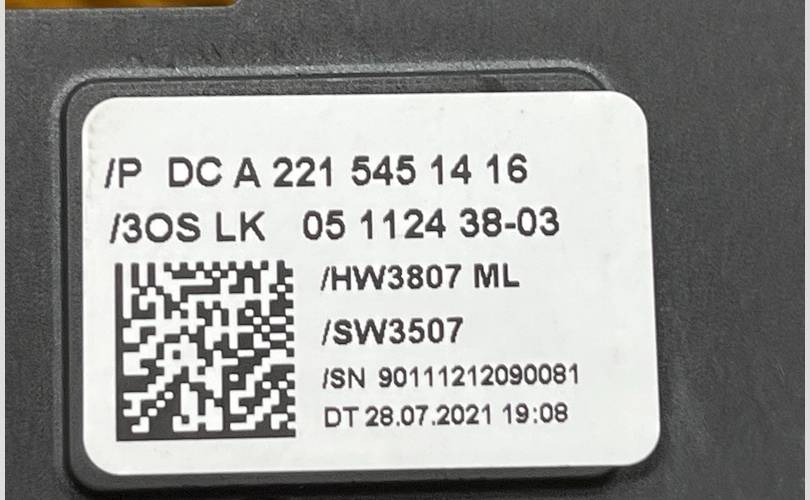 /P DC A 221 545 14 16
/3OS LK 05 1124 38-03
/HW3807 ML
/SW3507
/SN 90111212090081
DT 28.07.2021 19:08